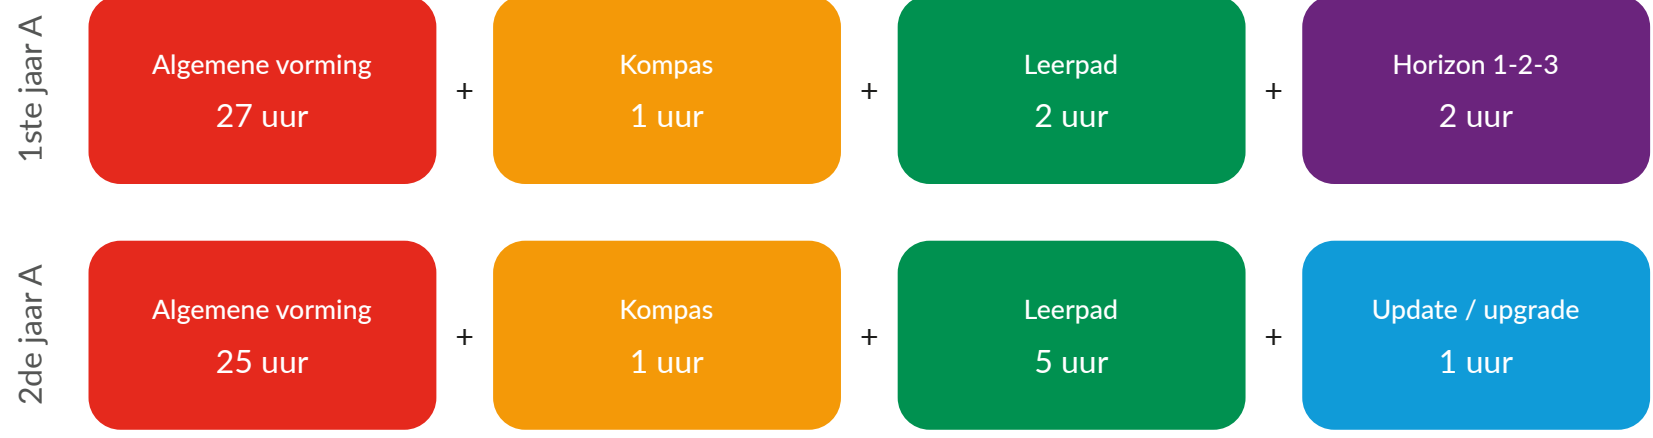 1ste jaar A
Algemene vorming
27 uur
+
Kompas
1 uur
+
Leerpad
2 uur
+
Horizon 1-2-3
2 uur
2de jaar A
Algemene vorming
25 uur
+
Kompas
1 uur
+
Leerpad
5 uur
+
Update / upgrade
1 uur